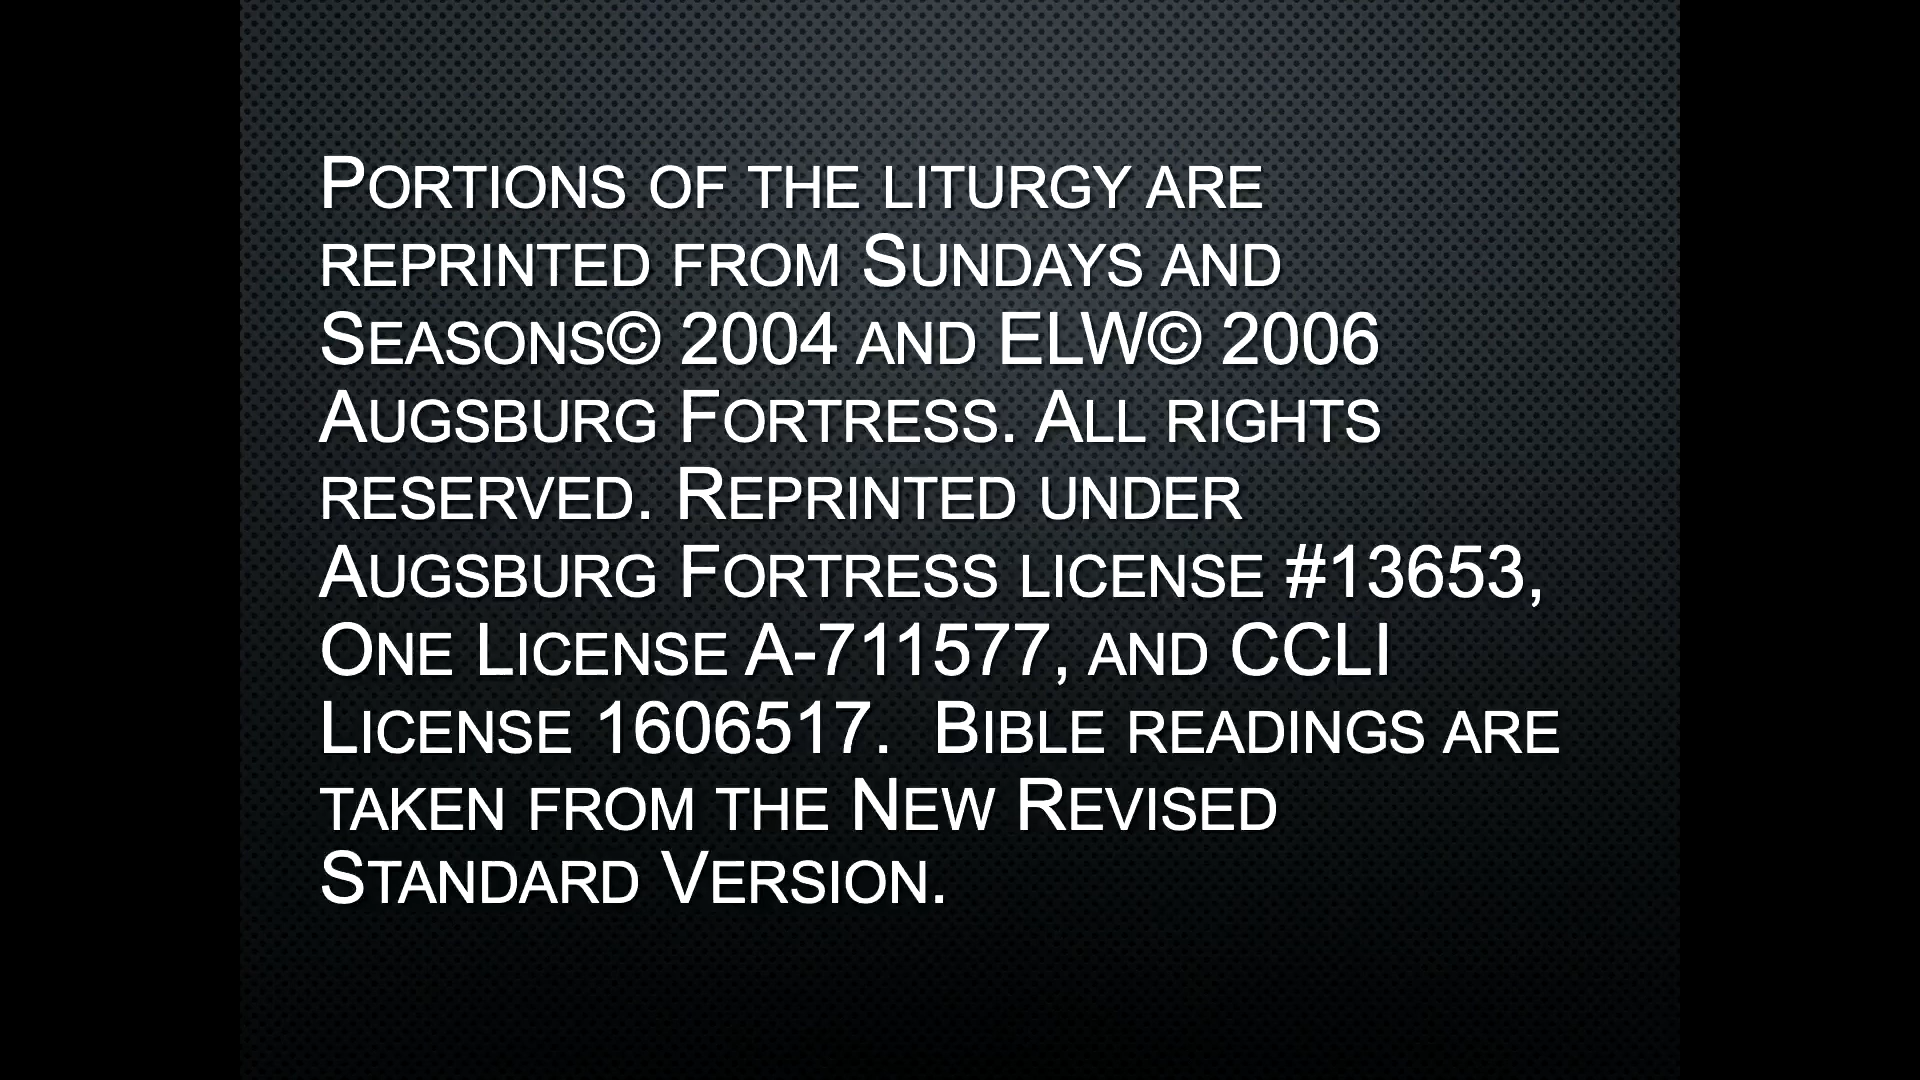 Portions of the liturgy are
reprinted from Sundays and
Seasons© 2004 and ELW© 2006
Augsburg Fortress. All rights
reserved. Reprinted under
Augsburg Fortress license #13653,
One License A-711577, and CCLI
License 1606517.  Bible readings are
taken from the New Revised
Standard Version.